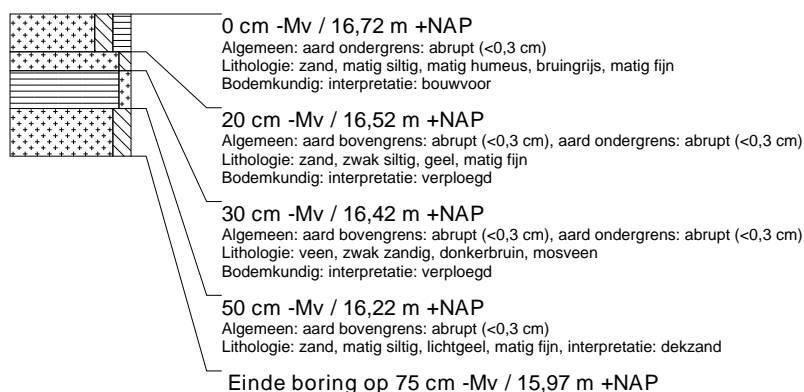 0 cm -Mv / 16,72 m +NAP
Algemeen: aard ondergrens: abrupt (<0,3 cm)
Lithologie: zand, matig siltig, matig humeus, bruingrijs, matig fijn
Bodemkundig: interpretatie: bouwvoor
20 cm -Mv / 16,52 m +NAP
Algemeen: aard bovengrens: abrupt (<0,3 cm), aard ondergrens: abrupt (<0,3 cm)
Lithologie: zand, zwak siltig, geel, matig fijn
Bodemkundig: interpretatie: verploegd
30 cm -Mv / 16,42 m +NAP
Algemeen: aard bovengrens: abrupt (<0,3 cm), aard ondergrens: abrupt (<0,3 cm)
Lithologie: veen, zwak zandig, donkerbruin, mosveen
Bodemkundig: interpretatie: verploegd
50 cm -Mv / 16,22 m +NAP
Algemeen: aard bovengrens: abrupt (<0,3 cm)
Lithologie: zand, matig siltig, lichtgeel, matig fijn, interpretatie: dekzand
Einde boring op 75 cm -Mv / 15,97 m +NAP